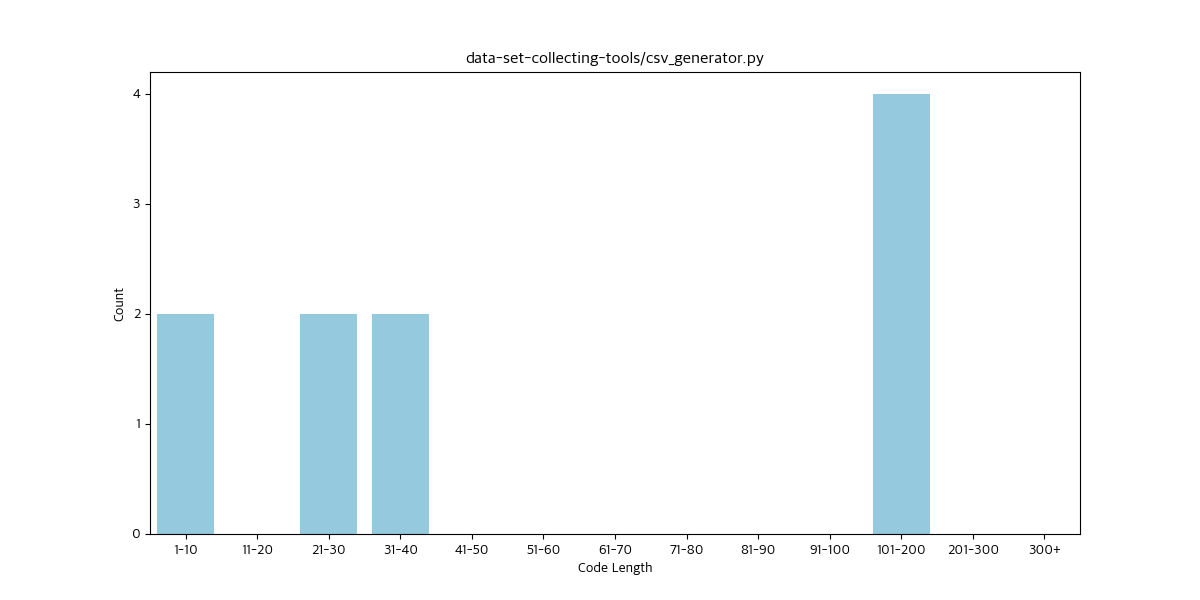 data-set-collecting-tools/csv_generator.py
4
3
2
1
0
Count
1-10 11-20 21-30 31-40 41-50 51-60 61-70 71-80 81-90 91-100 101-200 201-300 300+
Code Length